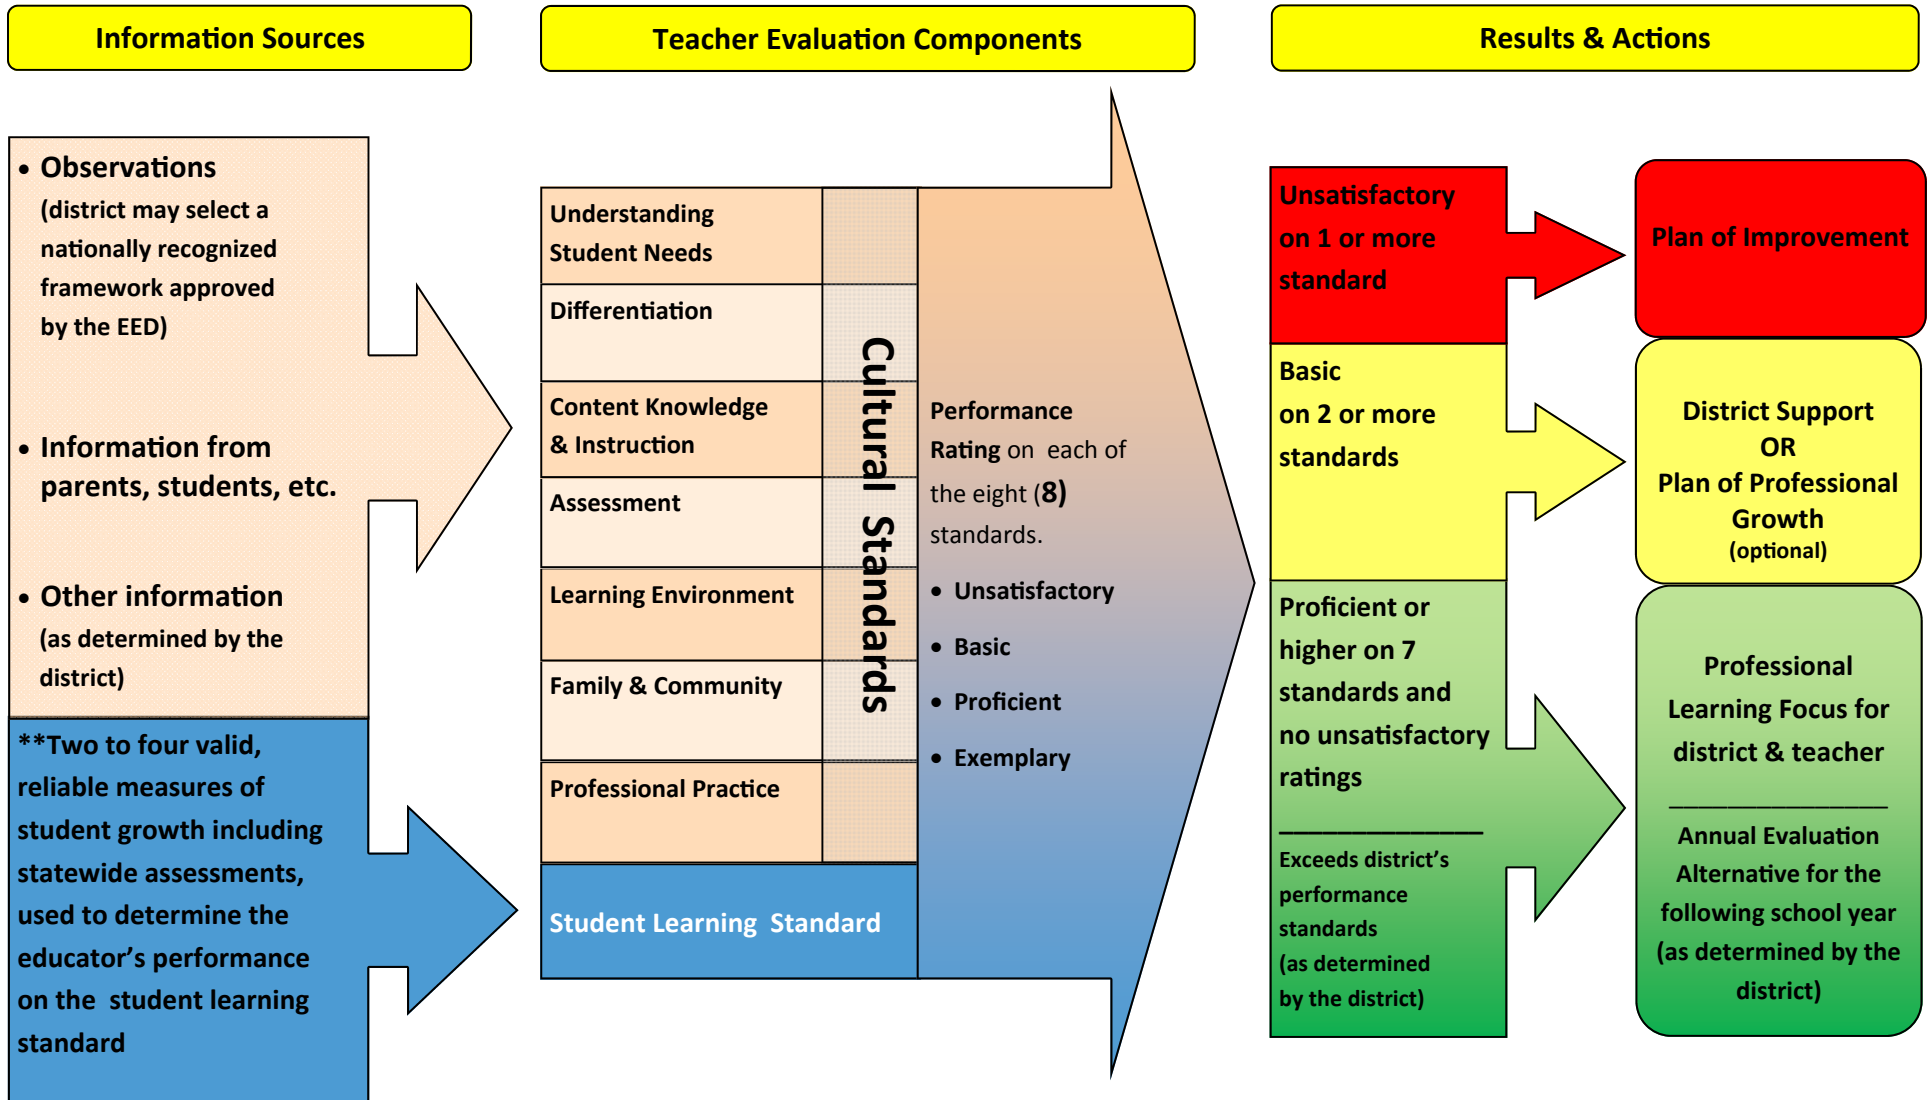 Information Sources
Teacher Evaluation Components
Results & Actions
• Observations
(district may select a
nationally recognized
framework approved
by the EED)
• Information from
parents, students, etc.
• Other information
(as determined by the
district)
**Two to four valid,
reliable measures of
student growth including
statewide assessments,
used to determine the
educator's performance
on the student learning
standard
Understanding
Student Needs
Differentiation
Content Knowledge
& Instruction
Assessment
Learning Environment
Family & Community
Professional Practice
Cultural Standards
Student Learning Standard
Performance
Rating on each of
the eight (8)
standards.
• Unsatisfactory
• Basic
• Proficient
• Exemplary
Unsatisfactory
on 1 or more
standard
Plan of Improvement
Basic
on 2 or more
standards
District Support
OR
Plan of Professional
Growth
(optional)
Proficient or
higher on 7
standards and
no unsatisfactory
ratings
Exceeds district's
performance
standards
(as determined
by the district)
Professional
Learning Focus for
district & teacher
Annual Evaluation
Alternative for the
following school year
(as determined by the
district)